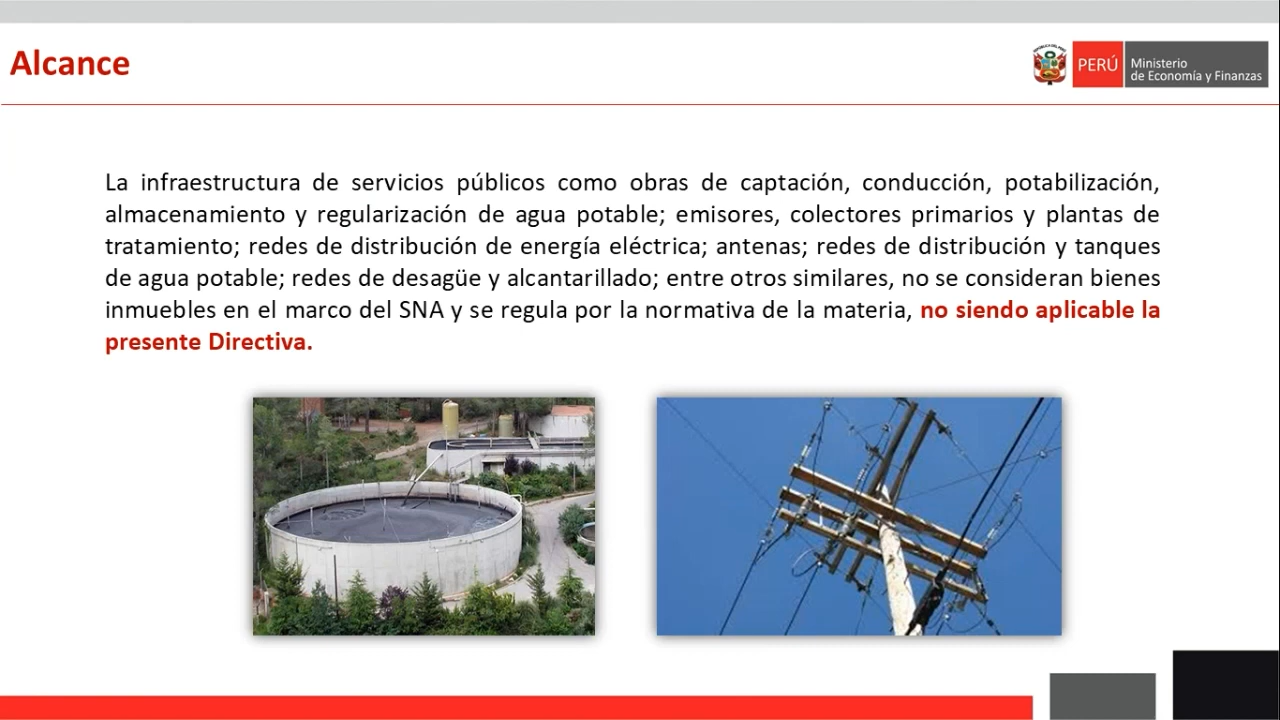 Alcance
PERÚ
Ministerio
de Economía y Finanzas
La infraestructura de servicios públicos como obras de captación, conducción, potabilización,
almacenamiento y regularización de agua potable; emisores, colectores primarios y plantas de
tratamiento; redes de distribución de energía eléctrica; antenas; redes de distribución y tanques
de agua potable; redes de desagüe y alcantarillado; entre otros similares, no se consideran bienes
inmuebles en el marco del SNA y se regula por la normativa de la materia, no siendo aplicable la
presente Directiva.